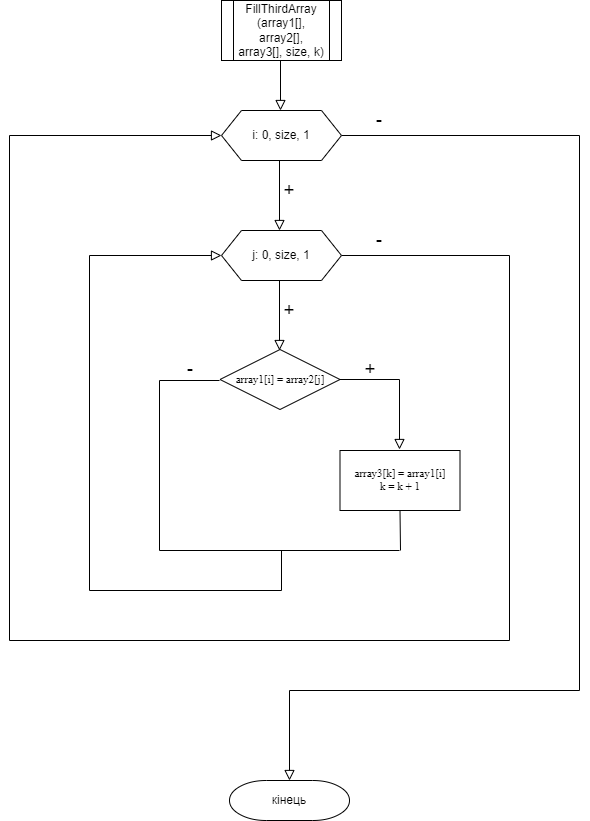 FillThirdArray
(array1[],
array2[],
array3[], size, k)
-
i: 0, size, 1
+
-
j: 0, size, 1
+
-
+
array1[i] = array2[j]
array3[k] = array1[i]
k = k + 1
кінець